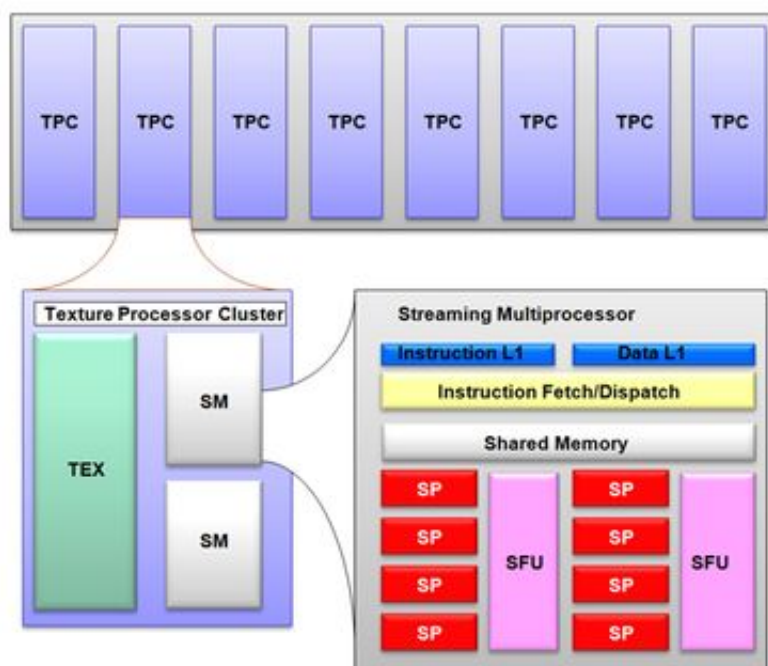 TPC TPC TPC TPC TPC TPC TPC TPC
Texture Processor Cluster
TEX
SM
SM
Streaming Multiprocessor
Instruction L1 Data L1
Instruction Fetch/Dispatch
Shared Memory
SP SP
SP SP
SFU SFU
SP SP
SP SP